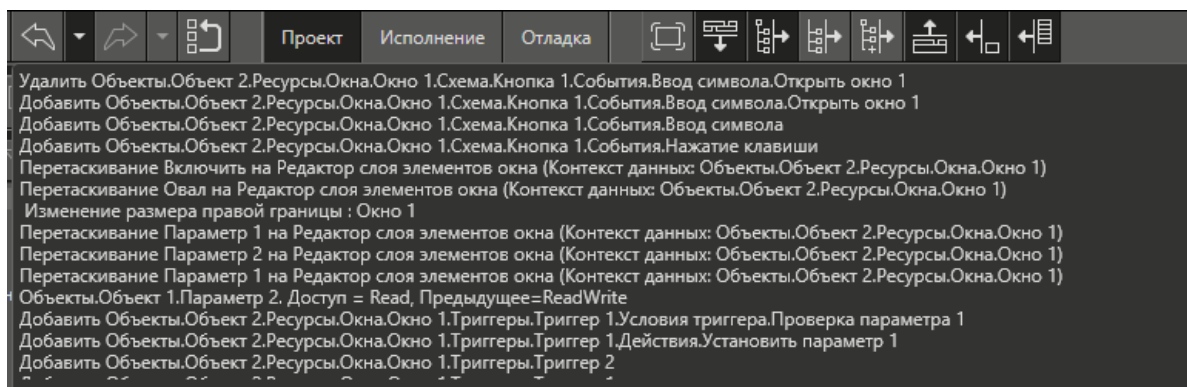 Проект Исполнение Отладка
Удалить Объекты.Объект 2.Ресурсы.Окна.Окно 1.Схема.Кнопка 1.События.Ввод символа.Открыть окно 1
Добавить Объекты.Объект 2.Ресурсы.Окна.Окно 1.Схема.Кнопка 1.События.Ввод символа.Открыть окно 1
Добавить Объекты.Объект 2.Ресурсы.Окна.Окно 1.Схема.Кнопка 1.События.Ввод символа
Добавить Объекты.Объект 2.Ресурсы.Окна.Окно 1.Схема.Кнопка 1.События.Нажатие клавиши
Перетаскивание Включить на Редактор слоя элементов окна (Контекст данных: Объекты.Объект 2.Ресурсы.Окна.Окно 1)
Перетаскивание Овал на Редактор слоя элементов окна (Контекст данных: Объекты.Объект 2.Ресурсы.Окна.Окно 1)
Изменение размера правой границы : Окно 1
Перетаскивание Параметр 1 на Редактор слоя элементов окна (Контекст данных: Объекты.Объект 2.Ресурсы.Окна.Окно 1)
Перетаскивание Параметр 2 на Редактор слоя элементов окна (Контекст данных: Объекты.Объект 2.Ресурсы.Окна.Окно 1)
Перетаскивание Параметр 1 на Редактор слоя элементов окна (Контекст данных: Объекты.Объект 2.Ресурсы.Окна.Окно 1)
Объекты.Объект 1.Параметр 2. Доступ = Read, Предыдущее=ReadWrite
Добавить Объекты.Объект 2.Ресурсы.Окна.Окно 1.Триггеры.Триггер 1.Условия триггера.Проверка параметра 1
Добавить Объекты.Объект 2.Ресурсы.Окна.Окно 1.Триггеры.Триггер 1.Действия.Установить параметр 1
Добавить Объекты.Объект 2.Ресурсы.Окна.Окно 1.Триггеры.Триггер 2